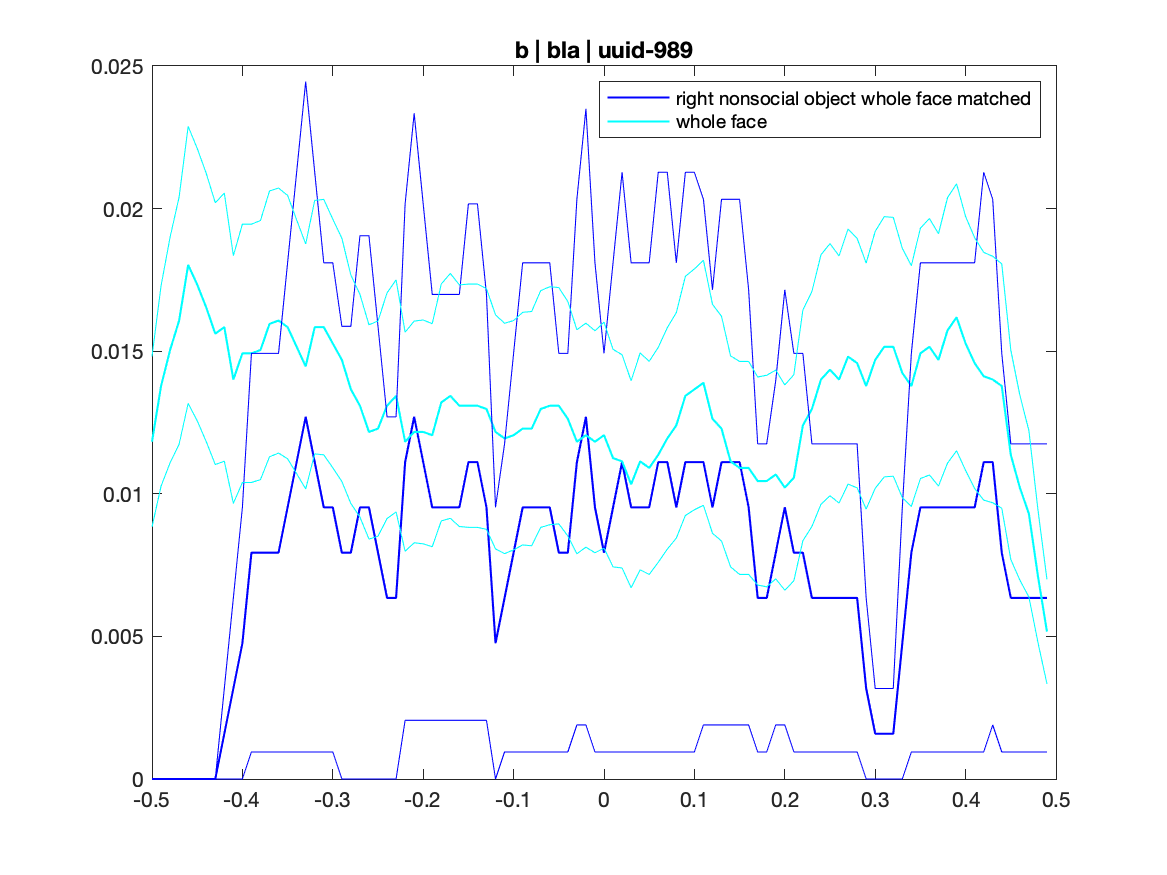 b | bla | uuid-989
0.025
0.02
0.015
0.01
0.005
0
right nonsocial object whole face matched
whole face
-0.5 -0.4 -0.3 -0.2 -0.1 0 0.1 0.2 0.3 0.4 0.5